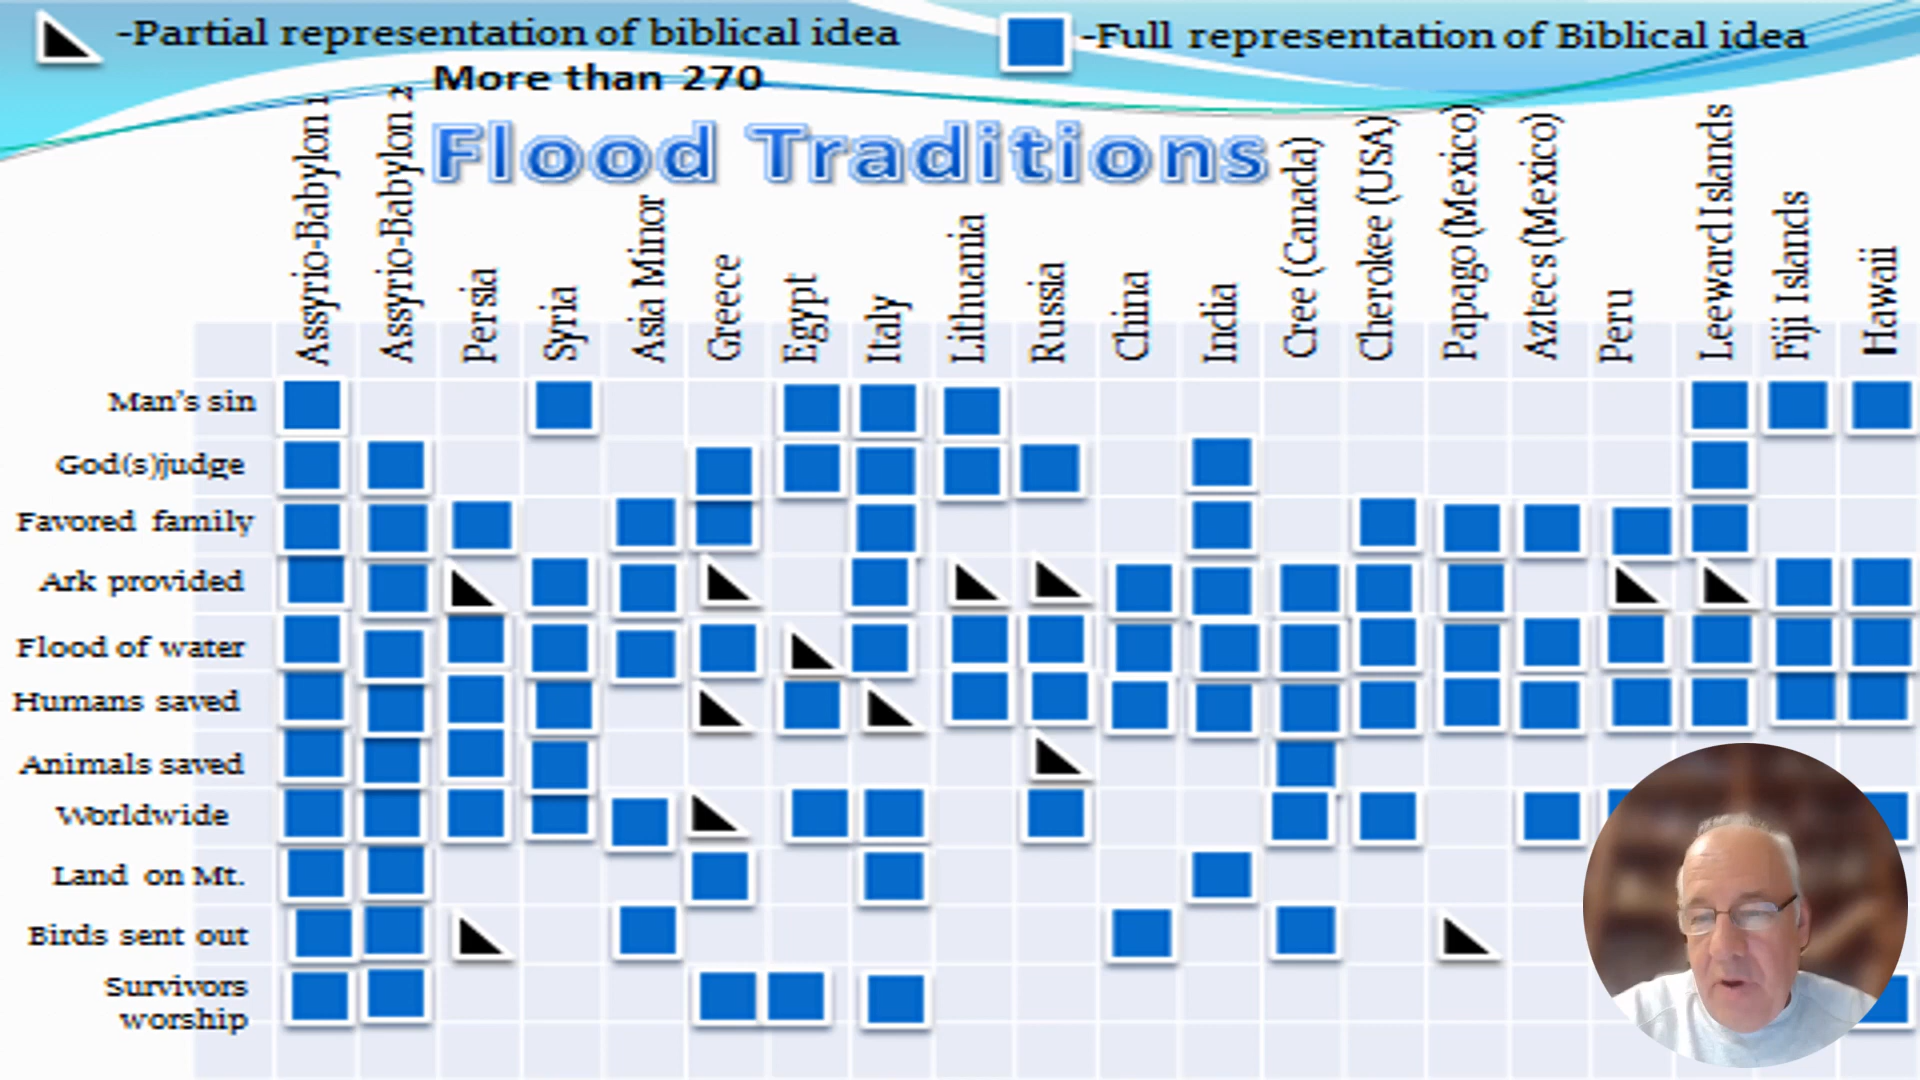 -Partial representation of biblical idea
-Full representation of Biblical idea
More than 270
Flood Traditions
Assyrio-Babylon 1
Assyrio-Babylon 2
Persia
Syria
Asia Minor
Greece
Egypt
Italy
Lithuania
Russia
China
India
Cree (Canada)
Cherokee (USA)
Papago (Mexico)
Aztecs (Mexico)
Peru
Leeward Islands
Fiji Islands
Hawaii
Man's sin
God(s)judge
Favored family
Ark provided
Flood of water
Humans saved
Animals saved
Worldwide
Land on Mt.
Birds sent out
Survivors
worship